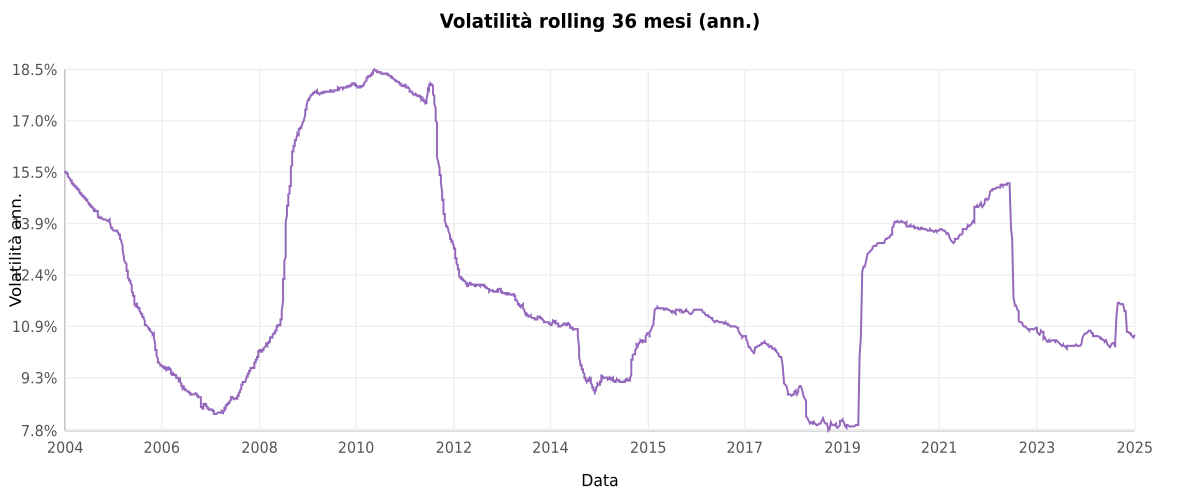 Volatilità rolling 36 mesi (ann.)
18.5%
17.0%
15.5%
13.9%
12.4%
10.9%
9.3%
7.8%
Volatilità ann.
2004 2006 2008 2010 2012 2014 2015 2017 2019 2021 2023 2025
Data